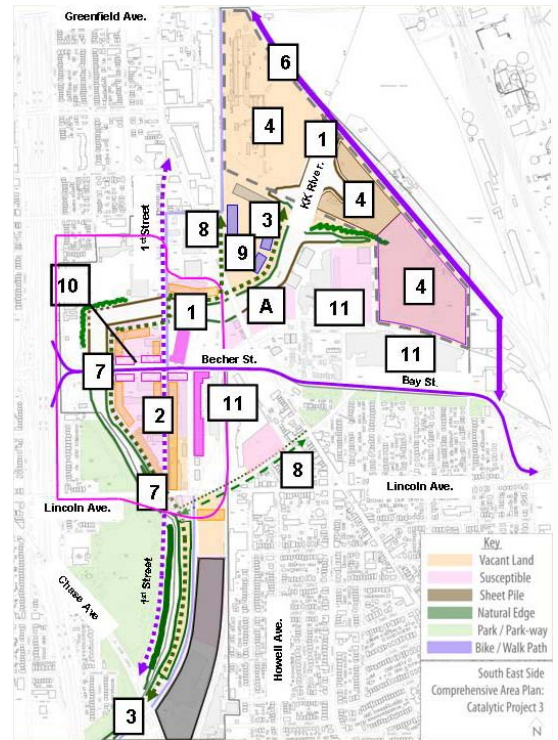 Greenfield Ave.
6
4
1
KK River.
4
1st Street
8
3
9
10
A
1
11
4
11
7
Becher St.
Bay St.
2
11
8
7
Lincoln Ave.
Lincoln Ave.
Chase Ave
1st Street
Howell Ave.
3
Key
Vacant Land
Susceptible
Sheet Pile
Natural Edge
Park / Park-way
Bike / Walk Path
South East Side
Comprehensive Area Plan:
Catalytic Project 3
N